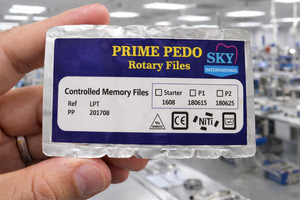 PRIME PEDO
Rotary Files
SKY
INTERNATIONAL
Controlled Memory Files
Ref LPT
PP 201708
Starter P1 P2
1608 180615 180625
CE NiTi